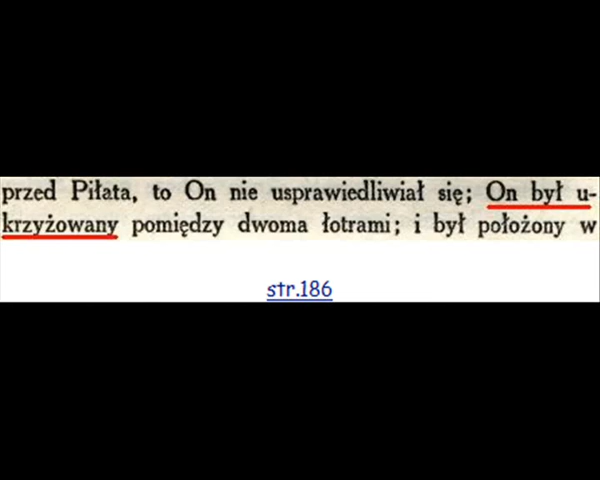 przed Piłata, to On nie usprawiedliwiał się; On był u-
krzyżowany pomiędzy dwoma łotrami; i był położony w
str.186